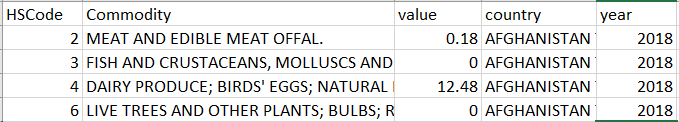 HSCode Commodity value country year
2 MEAT AND EDIBLE MEAT OFFAL. 0.18 AFGHANISTAN 2018
3 FISH AND CRUSTACEANS, MOLLUSCS AND 0 AFGHANISTAN 2018
4 DAIRY PRODUCE; BIRDS' EGGS; NATURAL 12.48 AFGHANISTAN 2018
6 LIVE TREES AND OTHER PLANTS; BULBS; R 0 AFGHANISTAN 2018